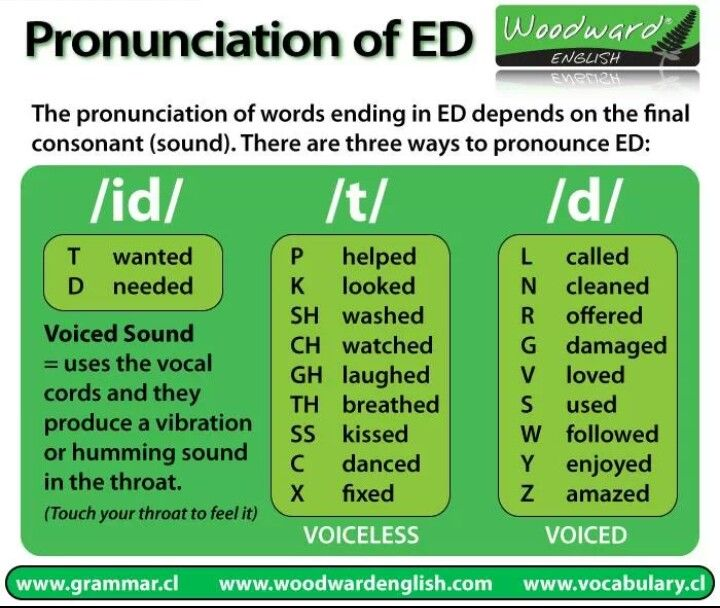 Pronunciation of ED
Woodward®
ENGLISH
The pronunciation of words ending in ED depends on the final
consonant (sound). There are three ways to pronounce ED:
/id/
T wanted
D needed
Voiced Sound
= uses the vocal
cords and they
produce a vibration
or humming sound
in the throat.
(Touch your throat to feel it)
/t/
P helped
K looked
SH washed
CH watched
GH laughed
TH breathed
SS kissed
C danced
X fixed
VOICELESS
/d/
L called
N cleaned
R offered
G damaged
V loved
S used
W followed
Y enjoyed
Z amazed
VOICED
www.grammar.cl www.woodwardenglish.com www.vocabulary.cl